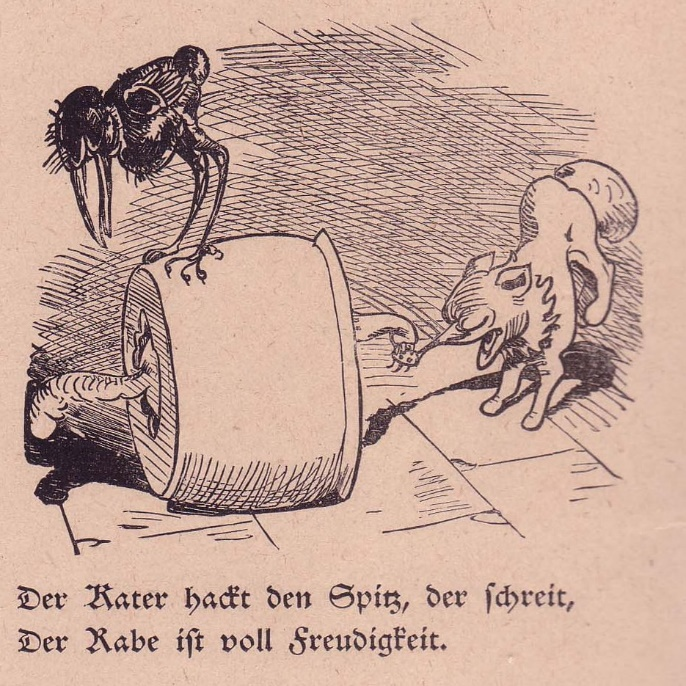 Der Kater hackt den Spitz, der schreit,
Der Rabe ist voll Freudigkeit.